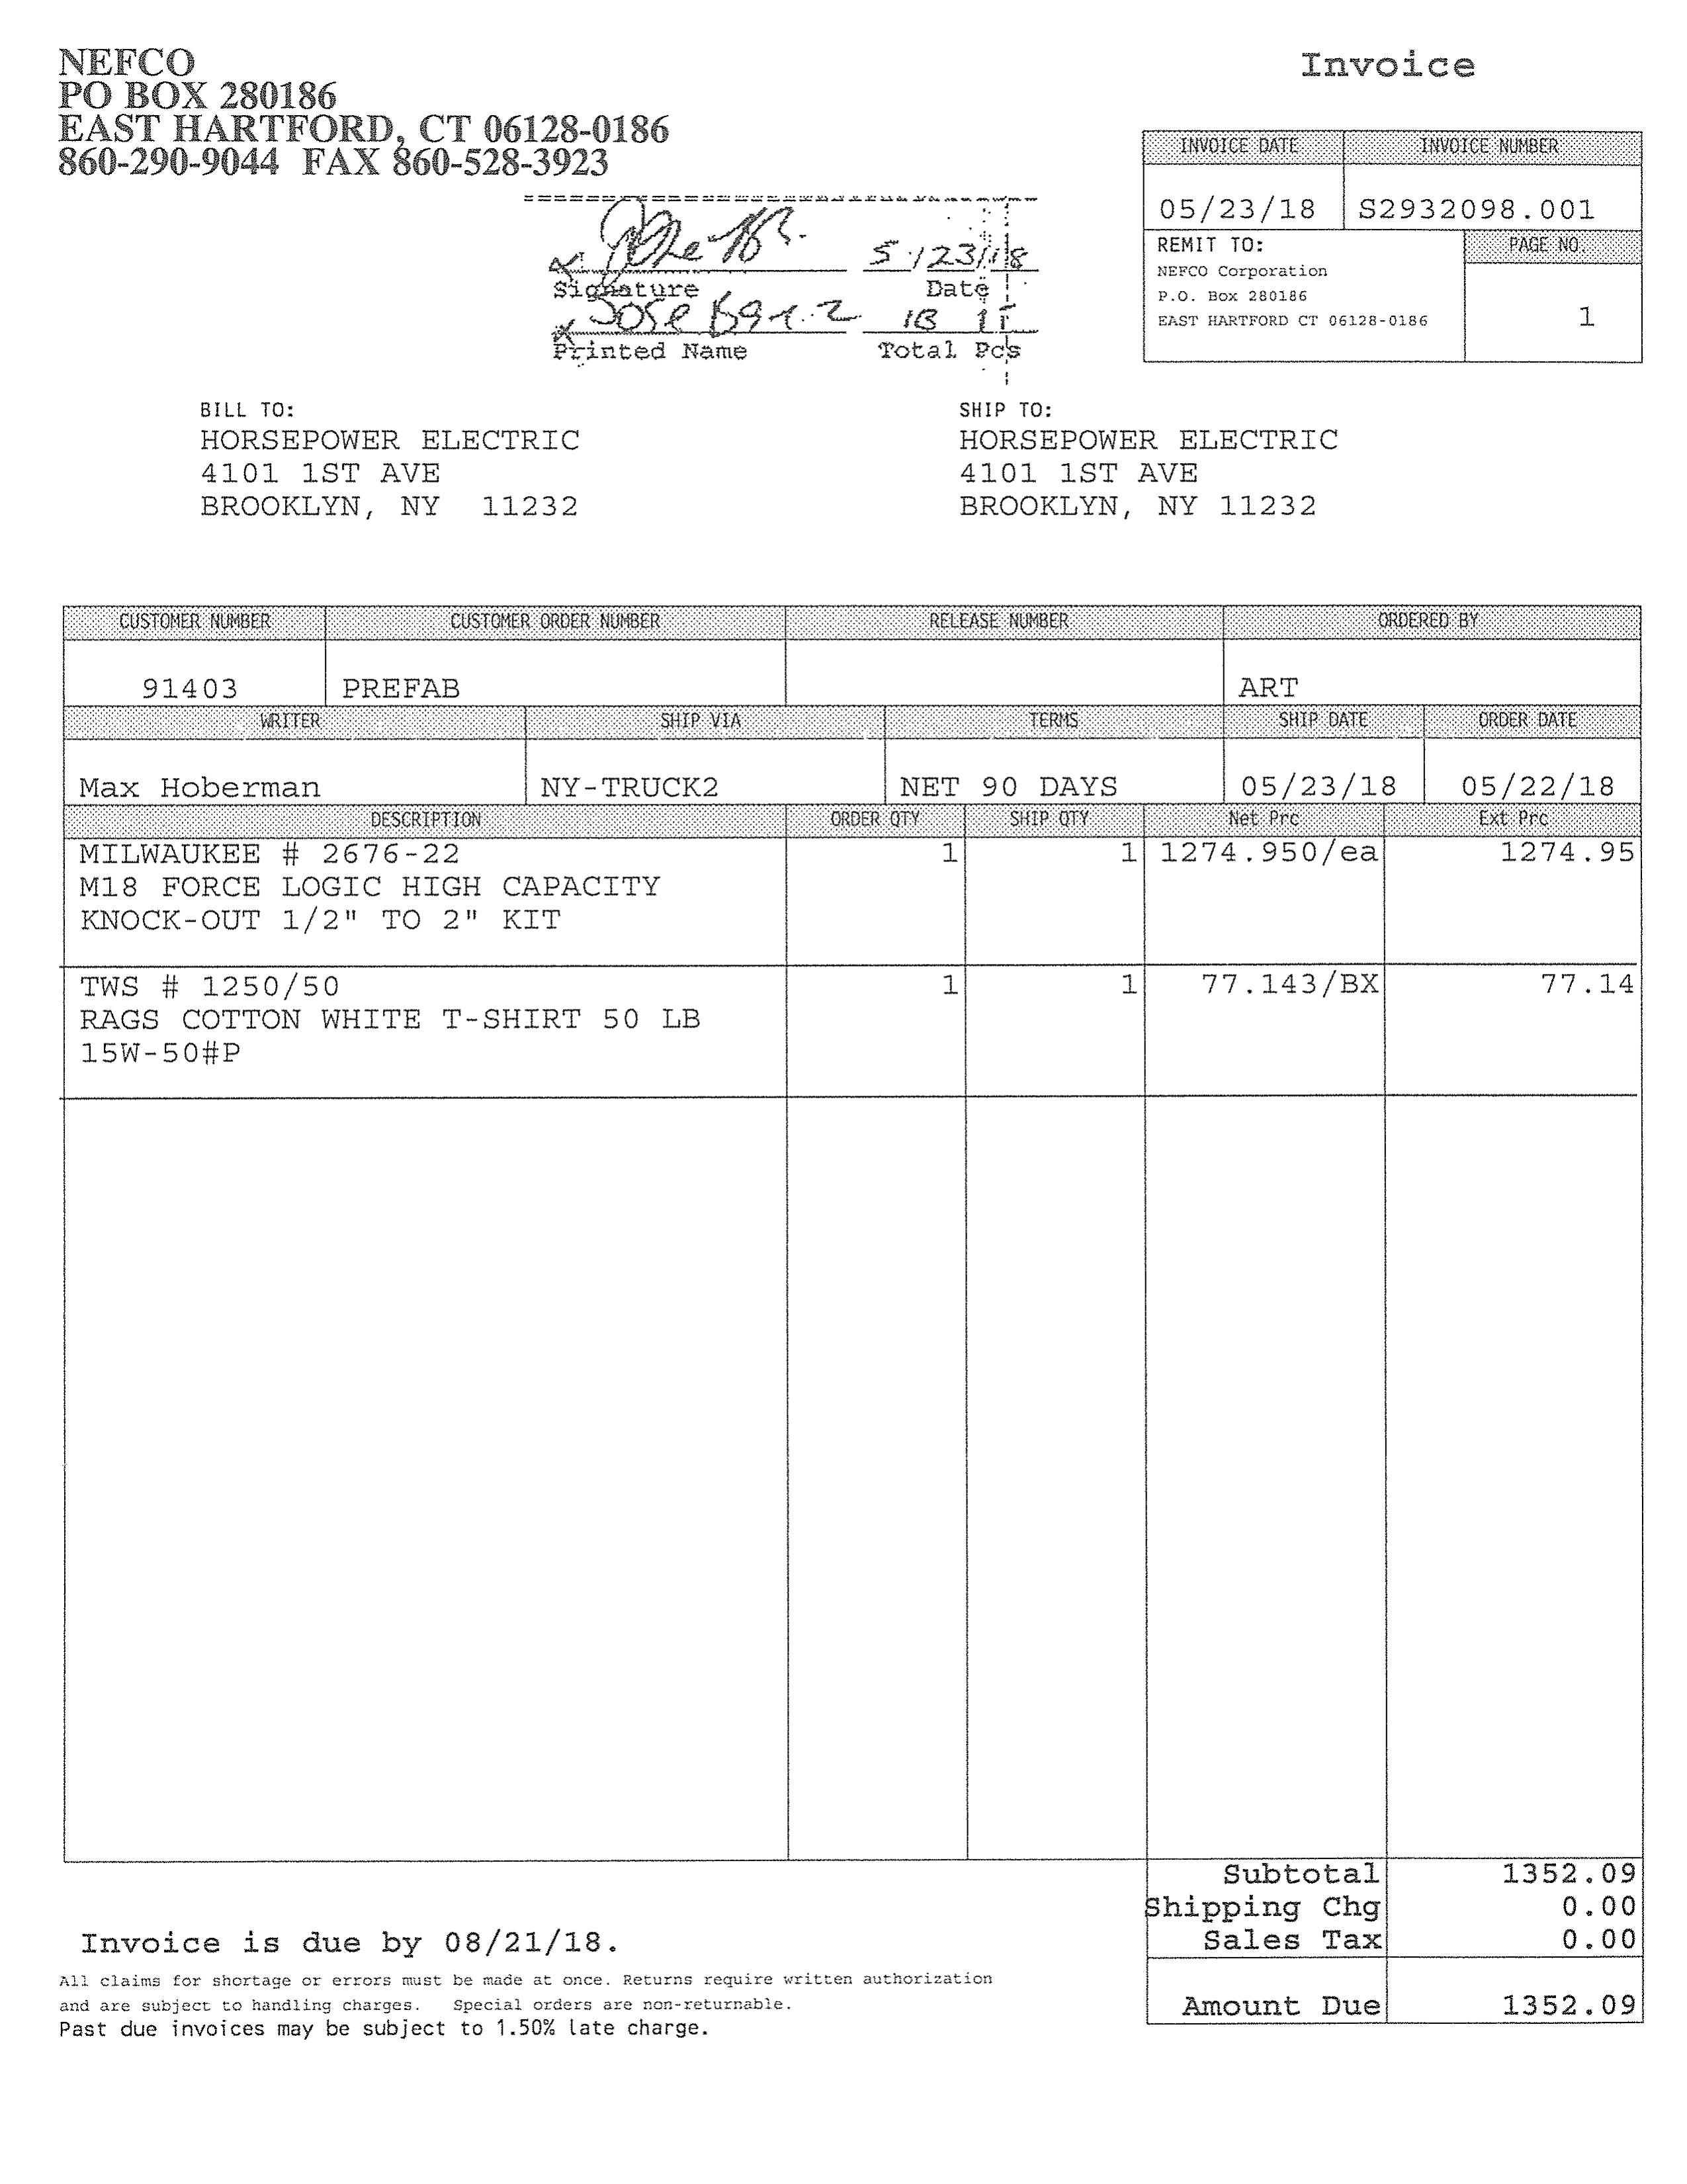 NEFCO
PO BOX 280186
EAST HARTFORD, CT 06128-0186
860-290-9044 FAX 860-528-3923
Invoice
INVOICE DATE INVOICE NUMBER
05/23/18 S2932098.001
REMIT TO: PAGE NO.
NEFCO Corporation
P.O. Box 280186
EAST HARTFORD CT 06128-0186
1
5/23/18
Signature Date
Jose
Printed Name Total Pcs
BILL TO:
HORSEPOWER ELECTRIC
4101 1ST AVE
BROOKLYN, NY 11232
SHIP TO:
HORSEPOWER ELECTRIC
4101 1ST AVE
BROOKLYN, NY 11232
CUSTOMER NUMBER CUSTOMER ORDER NUMBER RELEASE NUMBER ORDERED BY
91403 PREFAB ART
WRITER SHIP VIA TERMS SHIP DATE ORDER DATE
Max Hoberman NY-TRUCK2 NET 90 DAYS 05/23/18 05/22/18
DESCRIPTION ORDER QTY SHIP QTY Net Prc Ext Prc
MILWAUKEE # 2676-22 1 1 1274.950/ea 1274.95
M18 FORCE LOGIC HIGH CAPACITY
KNOCK-OUT 1/2" TO 2" KIT
TWS # 1250/50 1 1 77.143/BX 77.14
RAGS COTTON WHITE T-SHIRT 50 LB
15W-50#P
Subtotal 1352.09
Shipping Chg 0.00
Sales Tax 0.00
Amount Due 1352.09
Invoice is due by 08/21/18.
All claims for shortage or errors must be made at once. Returns require written authorization
and are subject to handling charges. Special orders are non-returnable.
Past due invoices may be subject to 1.50% late charge.